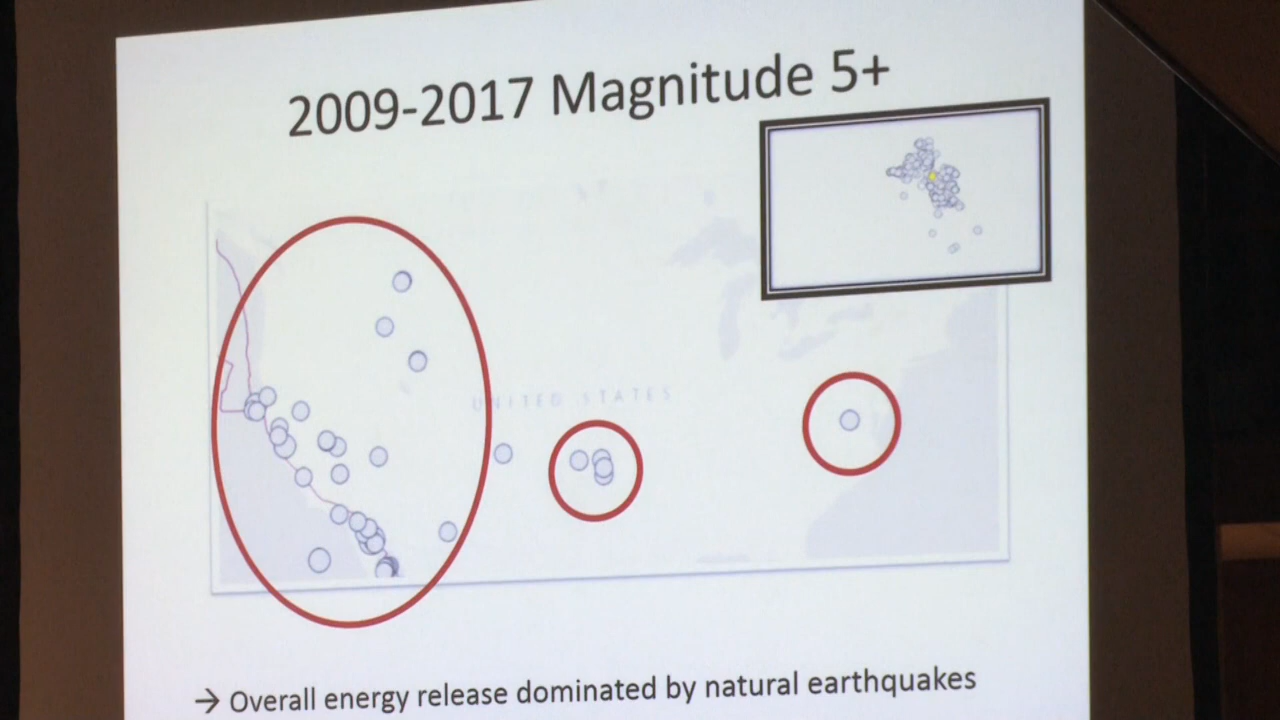 2009-2017 Magnitude 5+
UNITED STATES
→ Overall energy release dominated by natural earthquakes